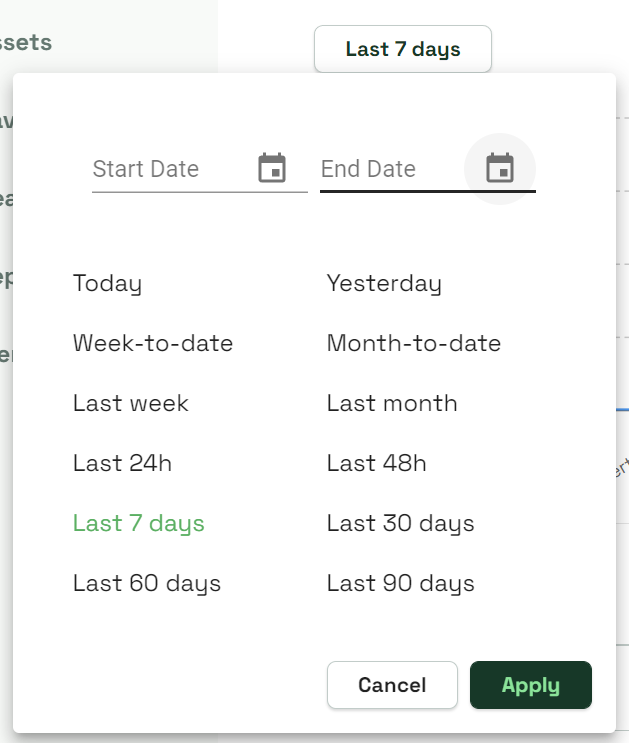 Last 7 days
Start Date
End Date
Today
Yesterday
Week-to-date
Month-to-date
Last week
Last month
Last 24h
Last 48h
Last 7 days
Last 30 days
Last 60 days
Last 90 days
Cancel
Apply